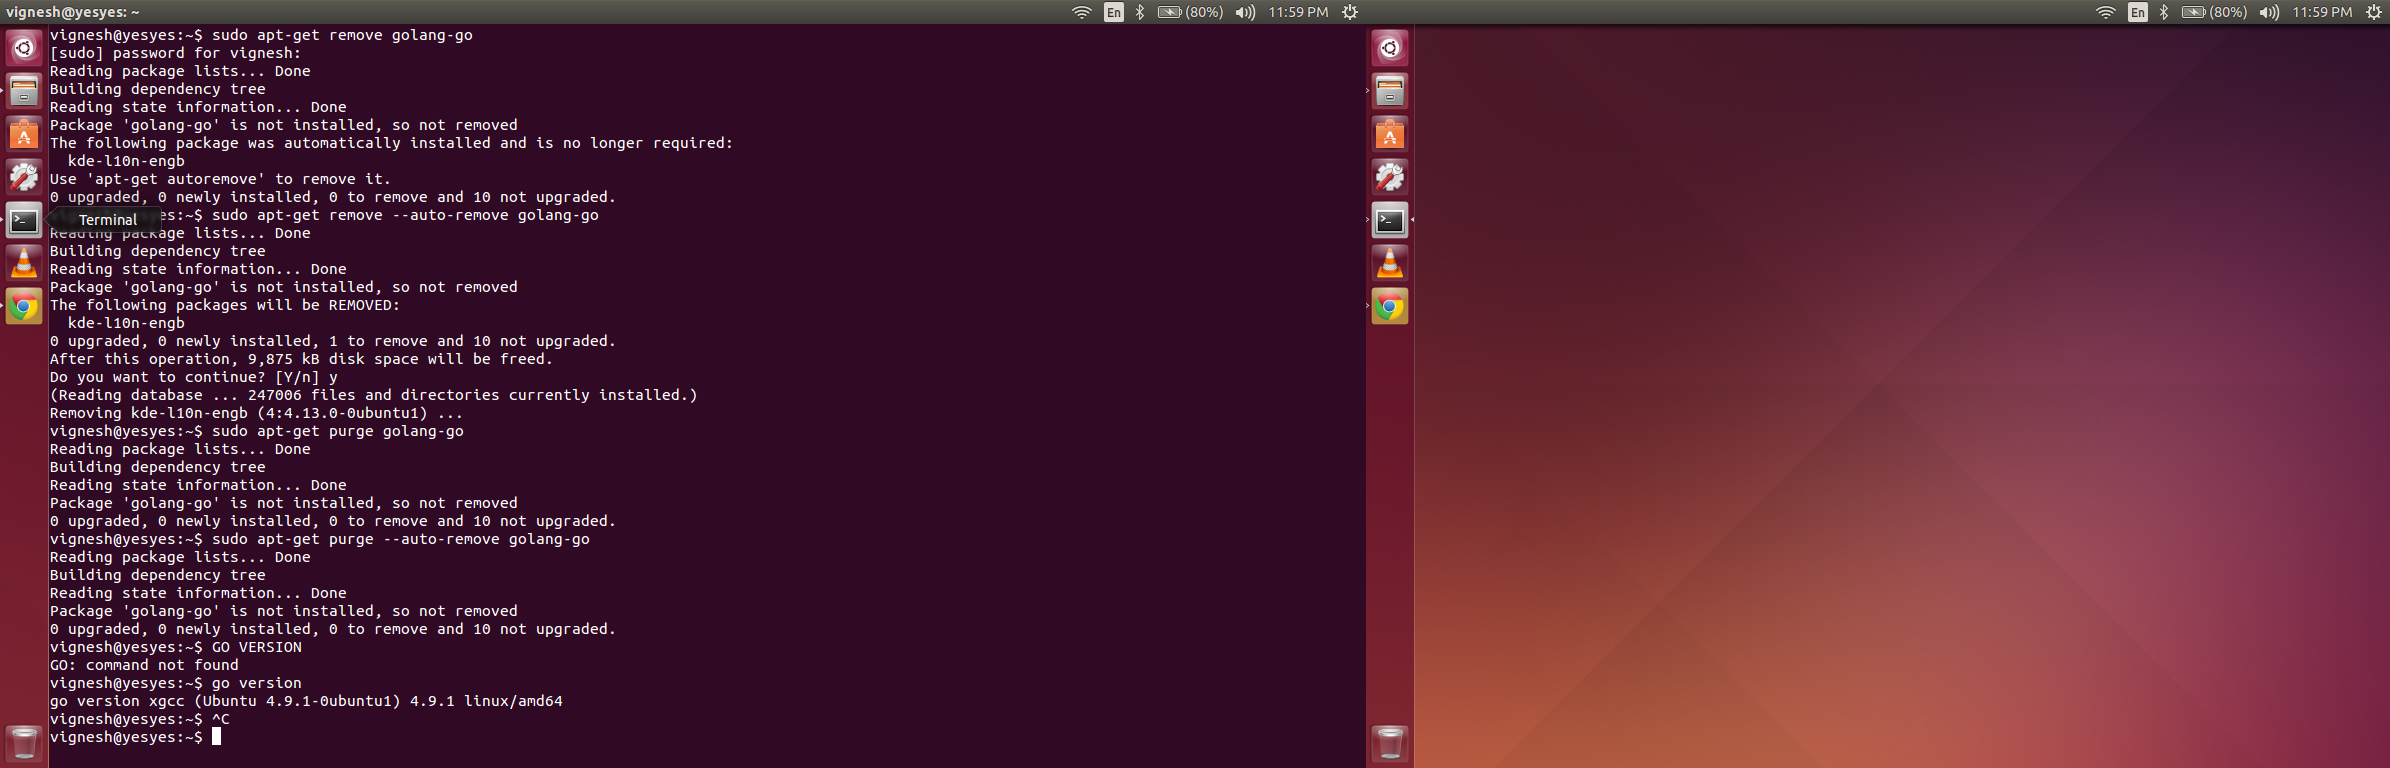 vignesh@yesyes: ~
En (80%) 11:59 PM
En (80%) 11:59 PM
vignesh@yesyes:~$ sudo apt-get remove golang-go
[sudo] password for vignesh:
Reading package lists... Done
Building dependency tree
Reading state information... Done
Package 'golang-go' is not installed, so not removed
The following package was automatically installed and is no longer required:
  kde-l10n-engb
Use 'apt-get autoremove' to remove it.
0 upgraded, 0 newly installed, 0 to remove and 10 not upgraded.
vignesh@yesyes:~$ sudo apt-get remove --auto-remove golang-go
Terminal
Reading package lists... Done
Building dependency tree
Reading state information... Done
Package 'golang-go' is not installed, so not removed
The following packages will be REMOVED:
  kde-l10n-engb
0 upgraded, 0 newly installed, 1 to remove and 10 not upgraded.
After this operation, 9,875 kB disk space will be freed.
Do you want to continue? [Y/n] y
(Reading database ... 247006 files and directories currently installed.)
Removing kde-l10n-engb (4:4.13.0-0ubuntu1) ...
vignesh@yesyes:~$ sudo apt-get purge golang-go
Reading package lists... Done
Building dependency tree
Reading state information... Done
Package 'golang-go' is not installed, so not removed
0 upgraded, 0 newly installed, 0 to remove and 10 not upgraded.
vignesh@yesyes:~$ sudo apt-get purge --auto-remove golang-go
Reading package lists... Done
Building dependency tree
Reading state information... Done
Package 'golang-go' is not installed, so not removed
0 upgraded, 0 newly installed, 0 to remove and 10 not upgraded.
vignesh@yesyes:~$ GO VERSION
GO: command not found
vignesh@yesyes:~$ go version
go version xgcc (Ubuntu 4.9.1-0ubuntu1) 4.9.1 linux/amd64
vignesh@yesyes:~$ ^C
vignesh@yesyes:~$